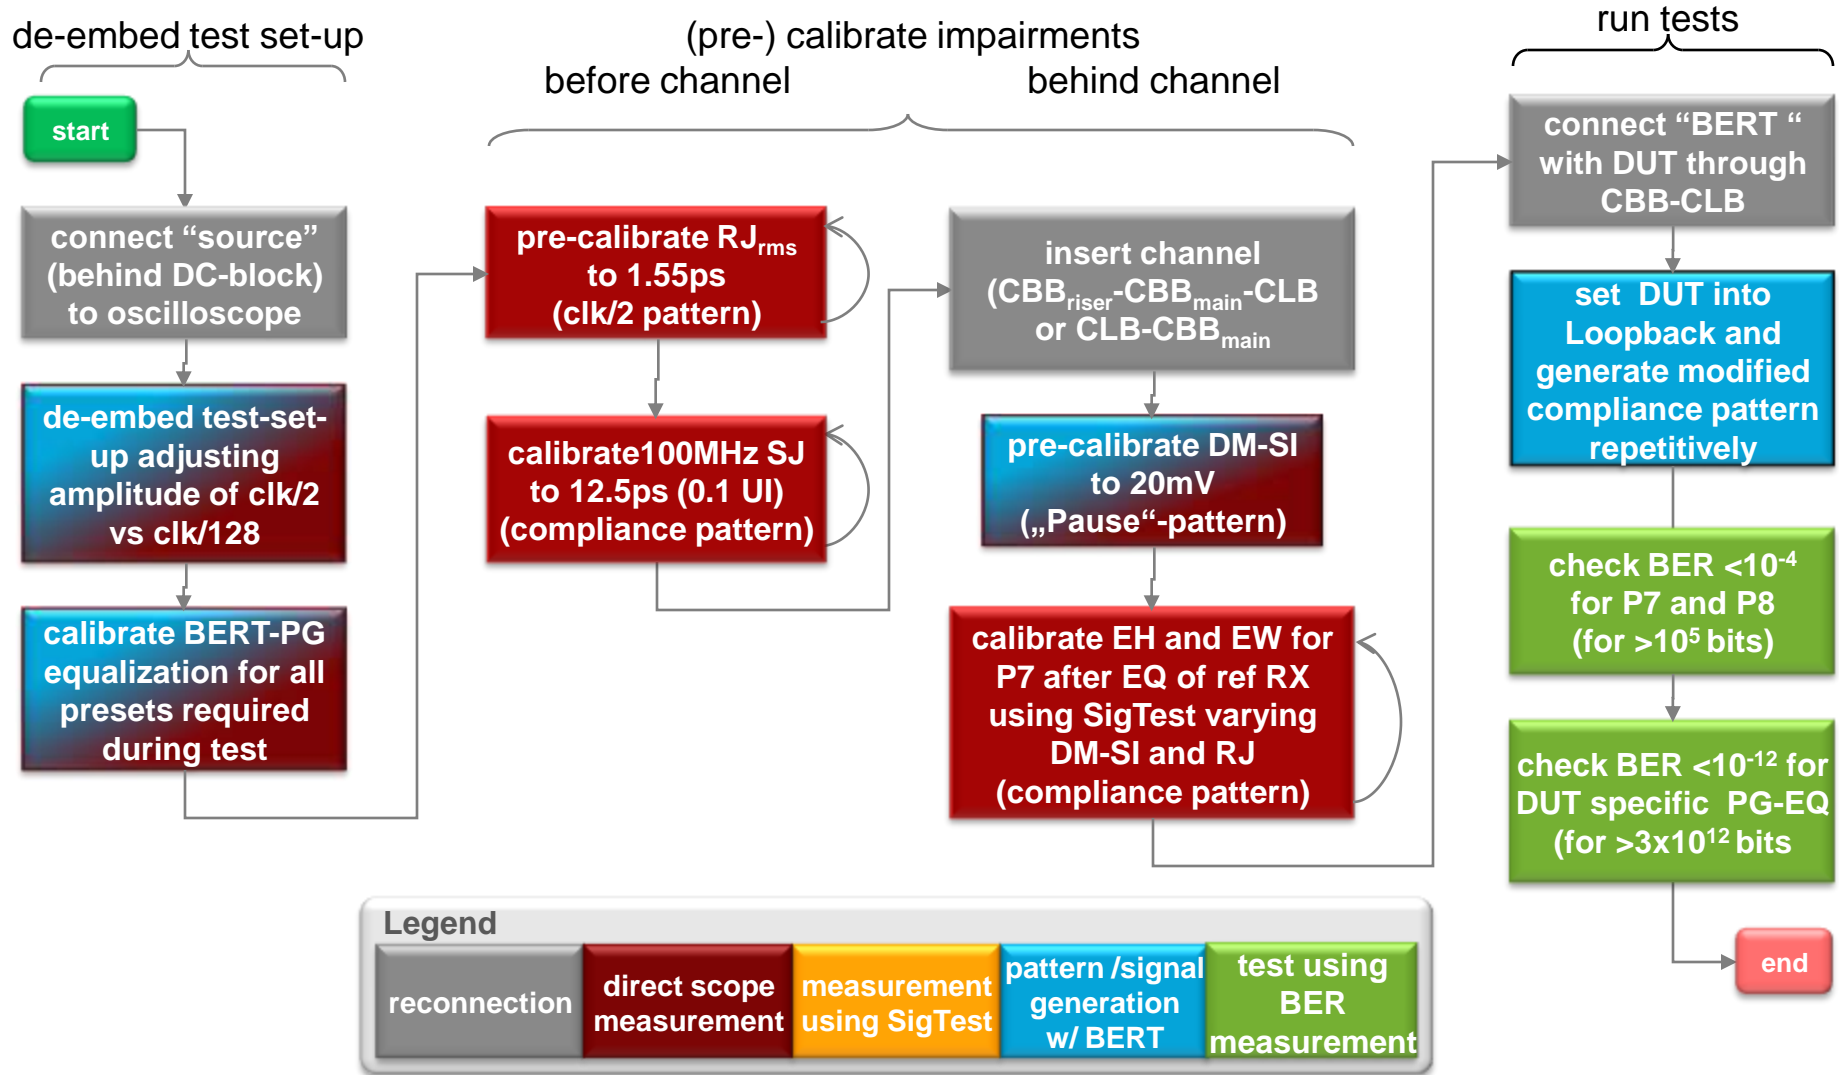 de-embed test set-up
start
connect “source”
(behind DC-block)
to oscilloscope
de-embed test-set-
up adjusting
amplitude of clk/2
vs clk/128
calibrate BERT-PG
equalization for all
presets required
during test
(pre-) calibrate impairments
before channel
behind channel
pre-calibrate RJrms
to 1.55ps
(clk/2 pattern)
calibrate100MHz SJ
to 12.5ps (0.1 UI)
(compliance pattern)
insert channel
(CBBriser-CBBmain-CLB
or CLB-CBBmain
pre-calibrate DM-SI
to 20mV
(„Pause“-pattern)
calibrate EH and EW for
P7 after EQ of ref RX
using SigTest varying
DM-SI and RJ
(compliance pattern)
run tests
connect “BERT “
with DUT through
CBB-CLB
set DUT into
Loopback and
generate modified
compliance pattern
repetitively
check BER <10-4
for P7 and P8
(for >105 bits)
check BER <10-12 for
DUT specific PG-EQ
(for >3x1012 bits
end
Legend
reconnection
direct scope
measurement
measurement
using SigTest
pattern /signal
generation
w/ BERT
test using
BER
measurement